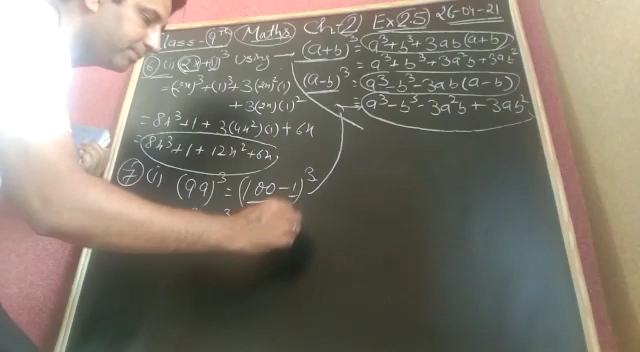 Class - 9th Maths Ch-2 Ex 2.5 26-04-21
⑥ (i) (2x+1)³ using → (a+b)³ = a³+b³+3ab(a+b)
= a³+b³+3a²b+3ab²
= (2x)³+(1)³+3(2x)²(1)
+3(2x)(1)²
(a-b)³ = a³-b³-3ab(a-b)
= a³-b³-3a²b+3ab²
= 8x³+1+3(4x²)(1)+6x
= 8x³+1+12x²+6x
⑦ (i) (99)³ = (100-1)³